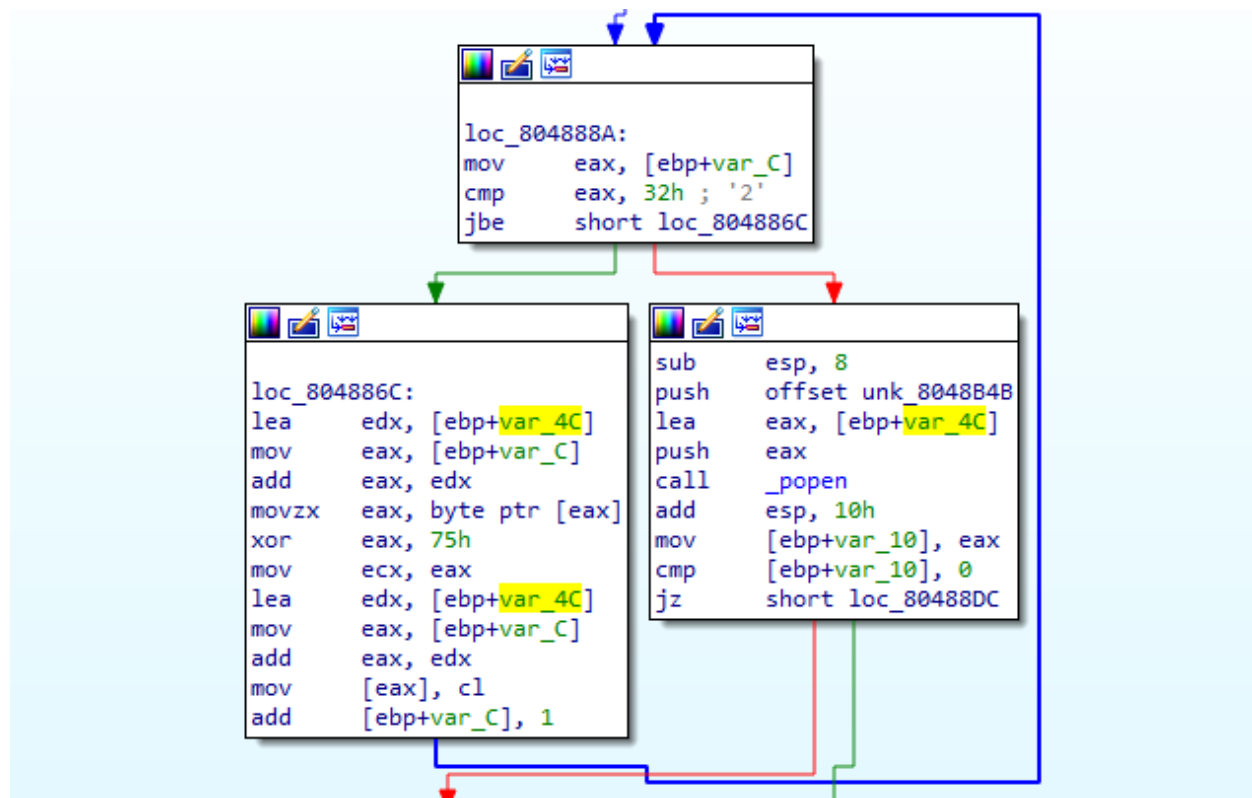 loc_804888A:
mov eax, [ebp+var_C]
cmp eax, 32h ; '2'
jbe short loc_804886C
loc_804886C:
lea edx, [ebp+var_4C]
mov eax, [ebp+var_C]
add eax, edx
movzx eax, byte ptr [eax]
xor eax, 75h
mov ecx, eax
lea edx, [ebp+var_4C]
mov eax, [ebp+var_C]
add eax, edx
mov [eax], cl
add [ebp+var_C], 1
sub esp, 8
push offset unk_8048B4B
lea eax, [ebp+var_4C]
push eax
call _popen
add esp, 10h
mov [ebp+var_10], eax
cmp [ebp+var_10], 0
jz short loc_80488DC